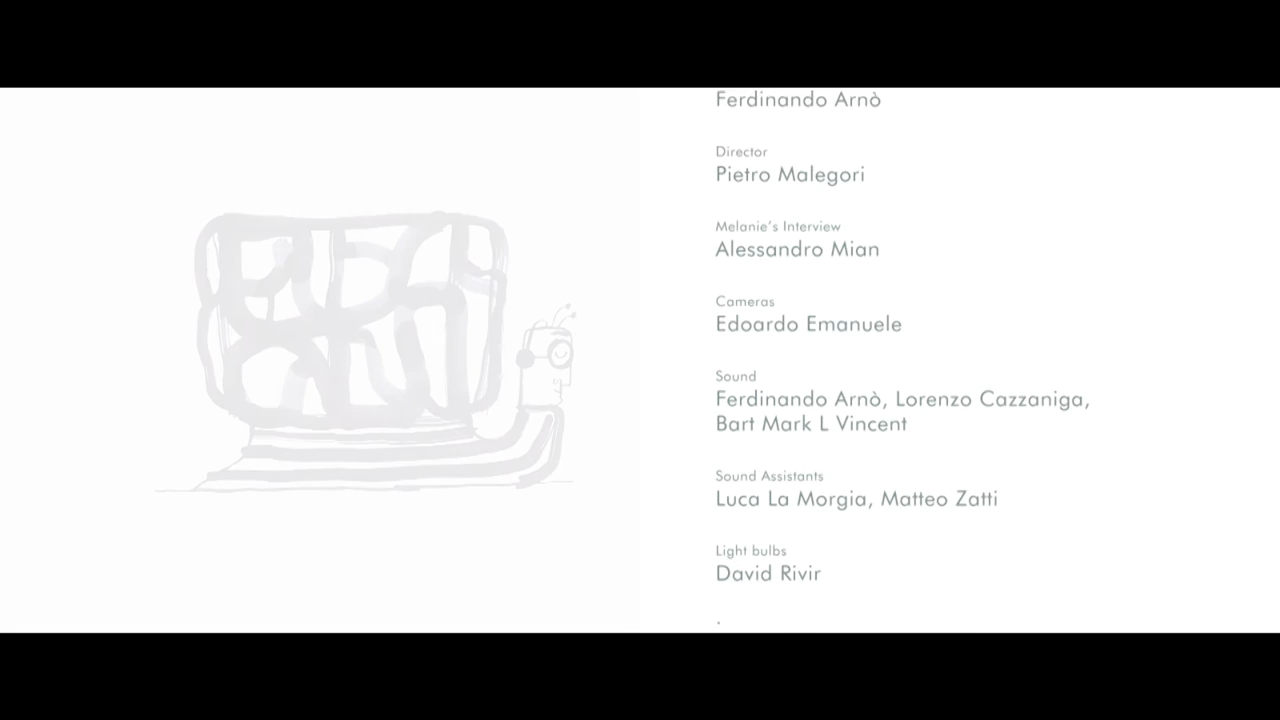 Ferdinando Arnò
Director
Pietro Malegori
Melanie's Interview
Alessandro Mian
Cameras
Edoardo Emanuele
Sound
Ferdinando Arnò, Lorenzo Cazzaniga,
Bart Mark L Vincent
Sound Assistants
Luca La Morgia, Matteo Zatti
Light bulbs
David Rivir